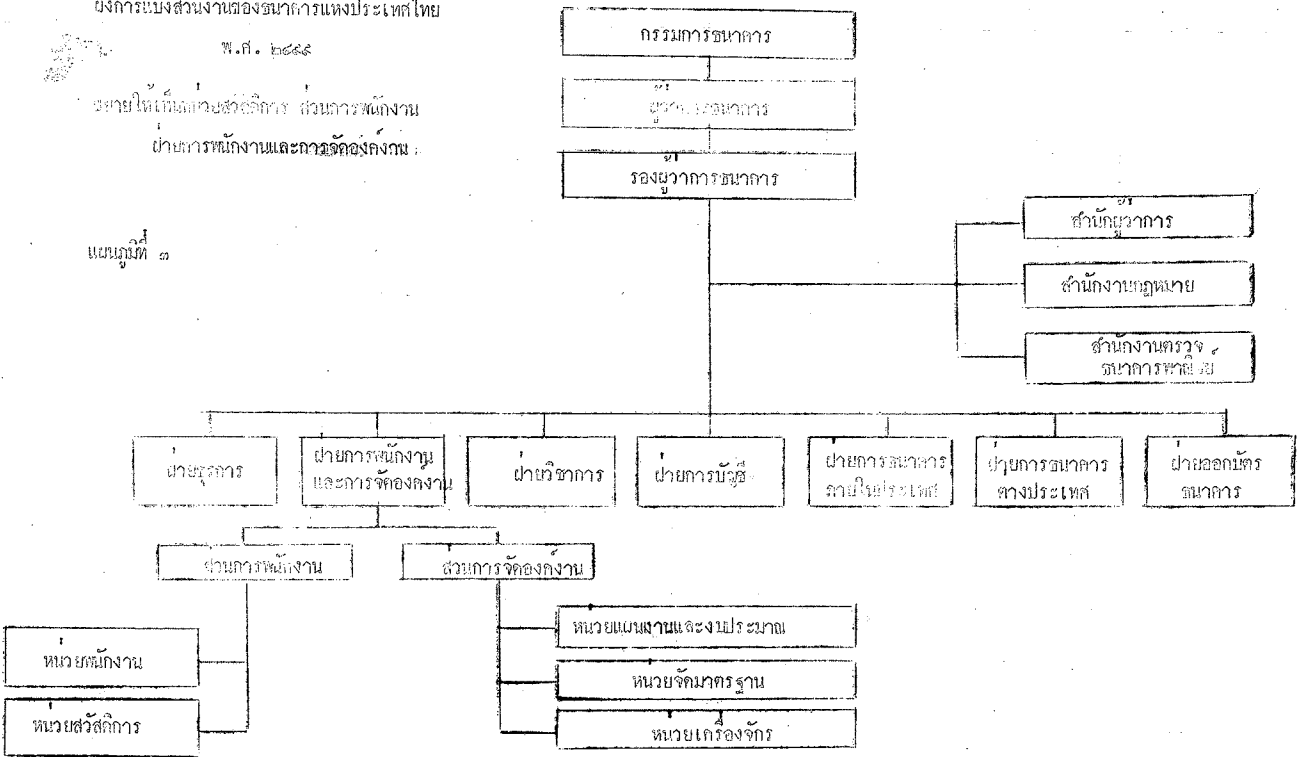 ผังการแบ่งส่วนงานของธนาคารแห่งประเทศไทย
พ.ศ. ๒๔๙๙
ขยายให้เห็นหน่วยสวัสดิการ ส่วนการพนักงาน
ฝ่ายการพนักงานและการจัดองค์งาน
แผนภูมิที่ ๓
กรรมการธนาคาร
ผู้ว่าการธนาคาร
รองผู้ว่าการธนาคาร
สำนักผู้ว่าการ
สำนักงานกฎหมาย
สำนักงานตรวจ
ธนาคารพาณิชย์
ฝ่ายธุรการ
ฝ่ายการพนักงาน
และการจัดองค์งาน
ฝ่ายวิชาการ
ฝ่ายการบัญชี
ฝ่ายการธนาคาร
ภายในประเทศ
ฝ่ายการธนาคาร
ต่างประเทศ
ฝ่ายออกบัตร
ธนาคาร
ส่วนการพนักงาน
ส่วนการจัดองค์งาน
หน่วยพนักงาน
หน่วยสวัสดิการ
หน่วยแผนงานและงบประมาณ
หน่วยจัดมาตรฐาน
หน่วยเครื่องจักร